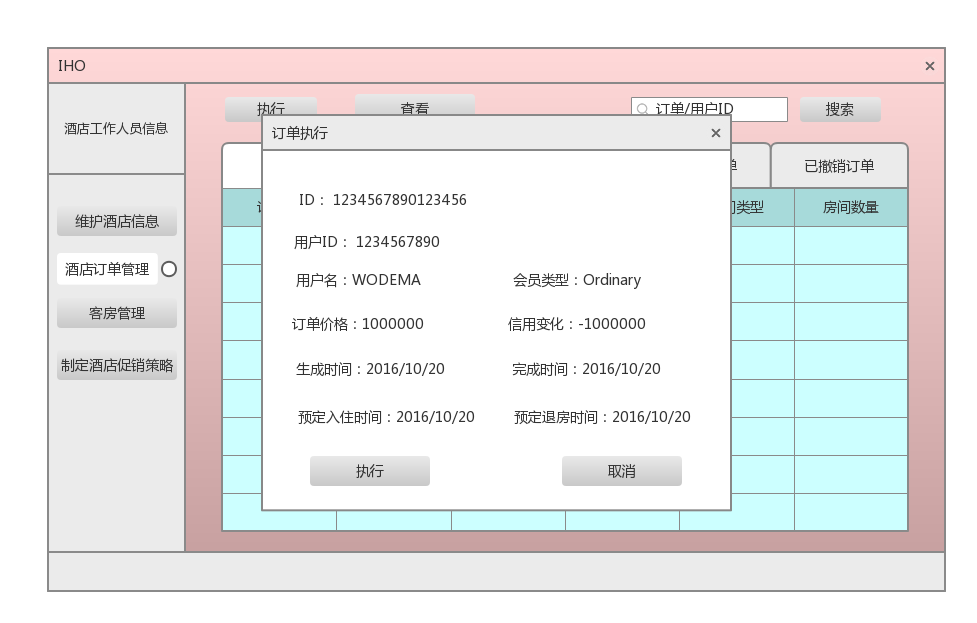 IHO
酒店工作人员信息
执行 查看 订单/用户ID 搜索
订单执行
单 已撤销订单
间类型 房间数量
ID： 1234567890123456
用户ID： 1234567890
用户名：WODEMA 会员类型：Ordinary
订单价格：1000000 信用变化：-1000000
生成时间：2016/10/20 完成时间：2016/10/20
预定入住时间：2016/10/20 预定退房时间：2016/10/20
执行 取消
维护酒店信息
酒店订单管理
客房管理
制定酒店促销策略